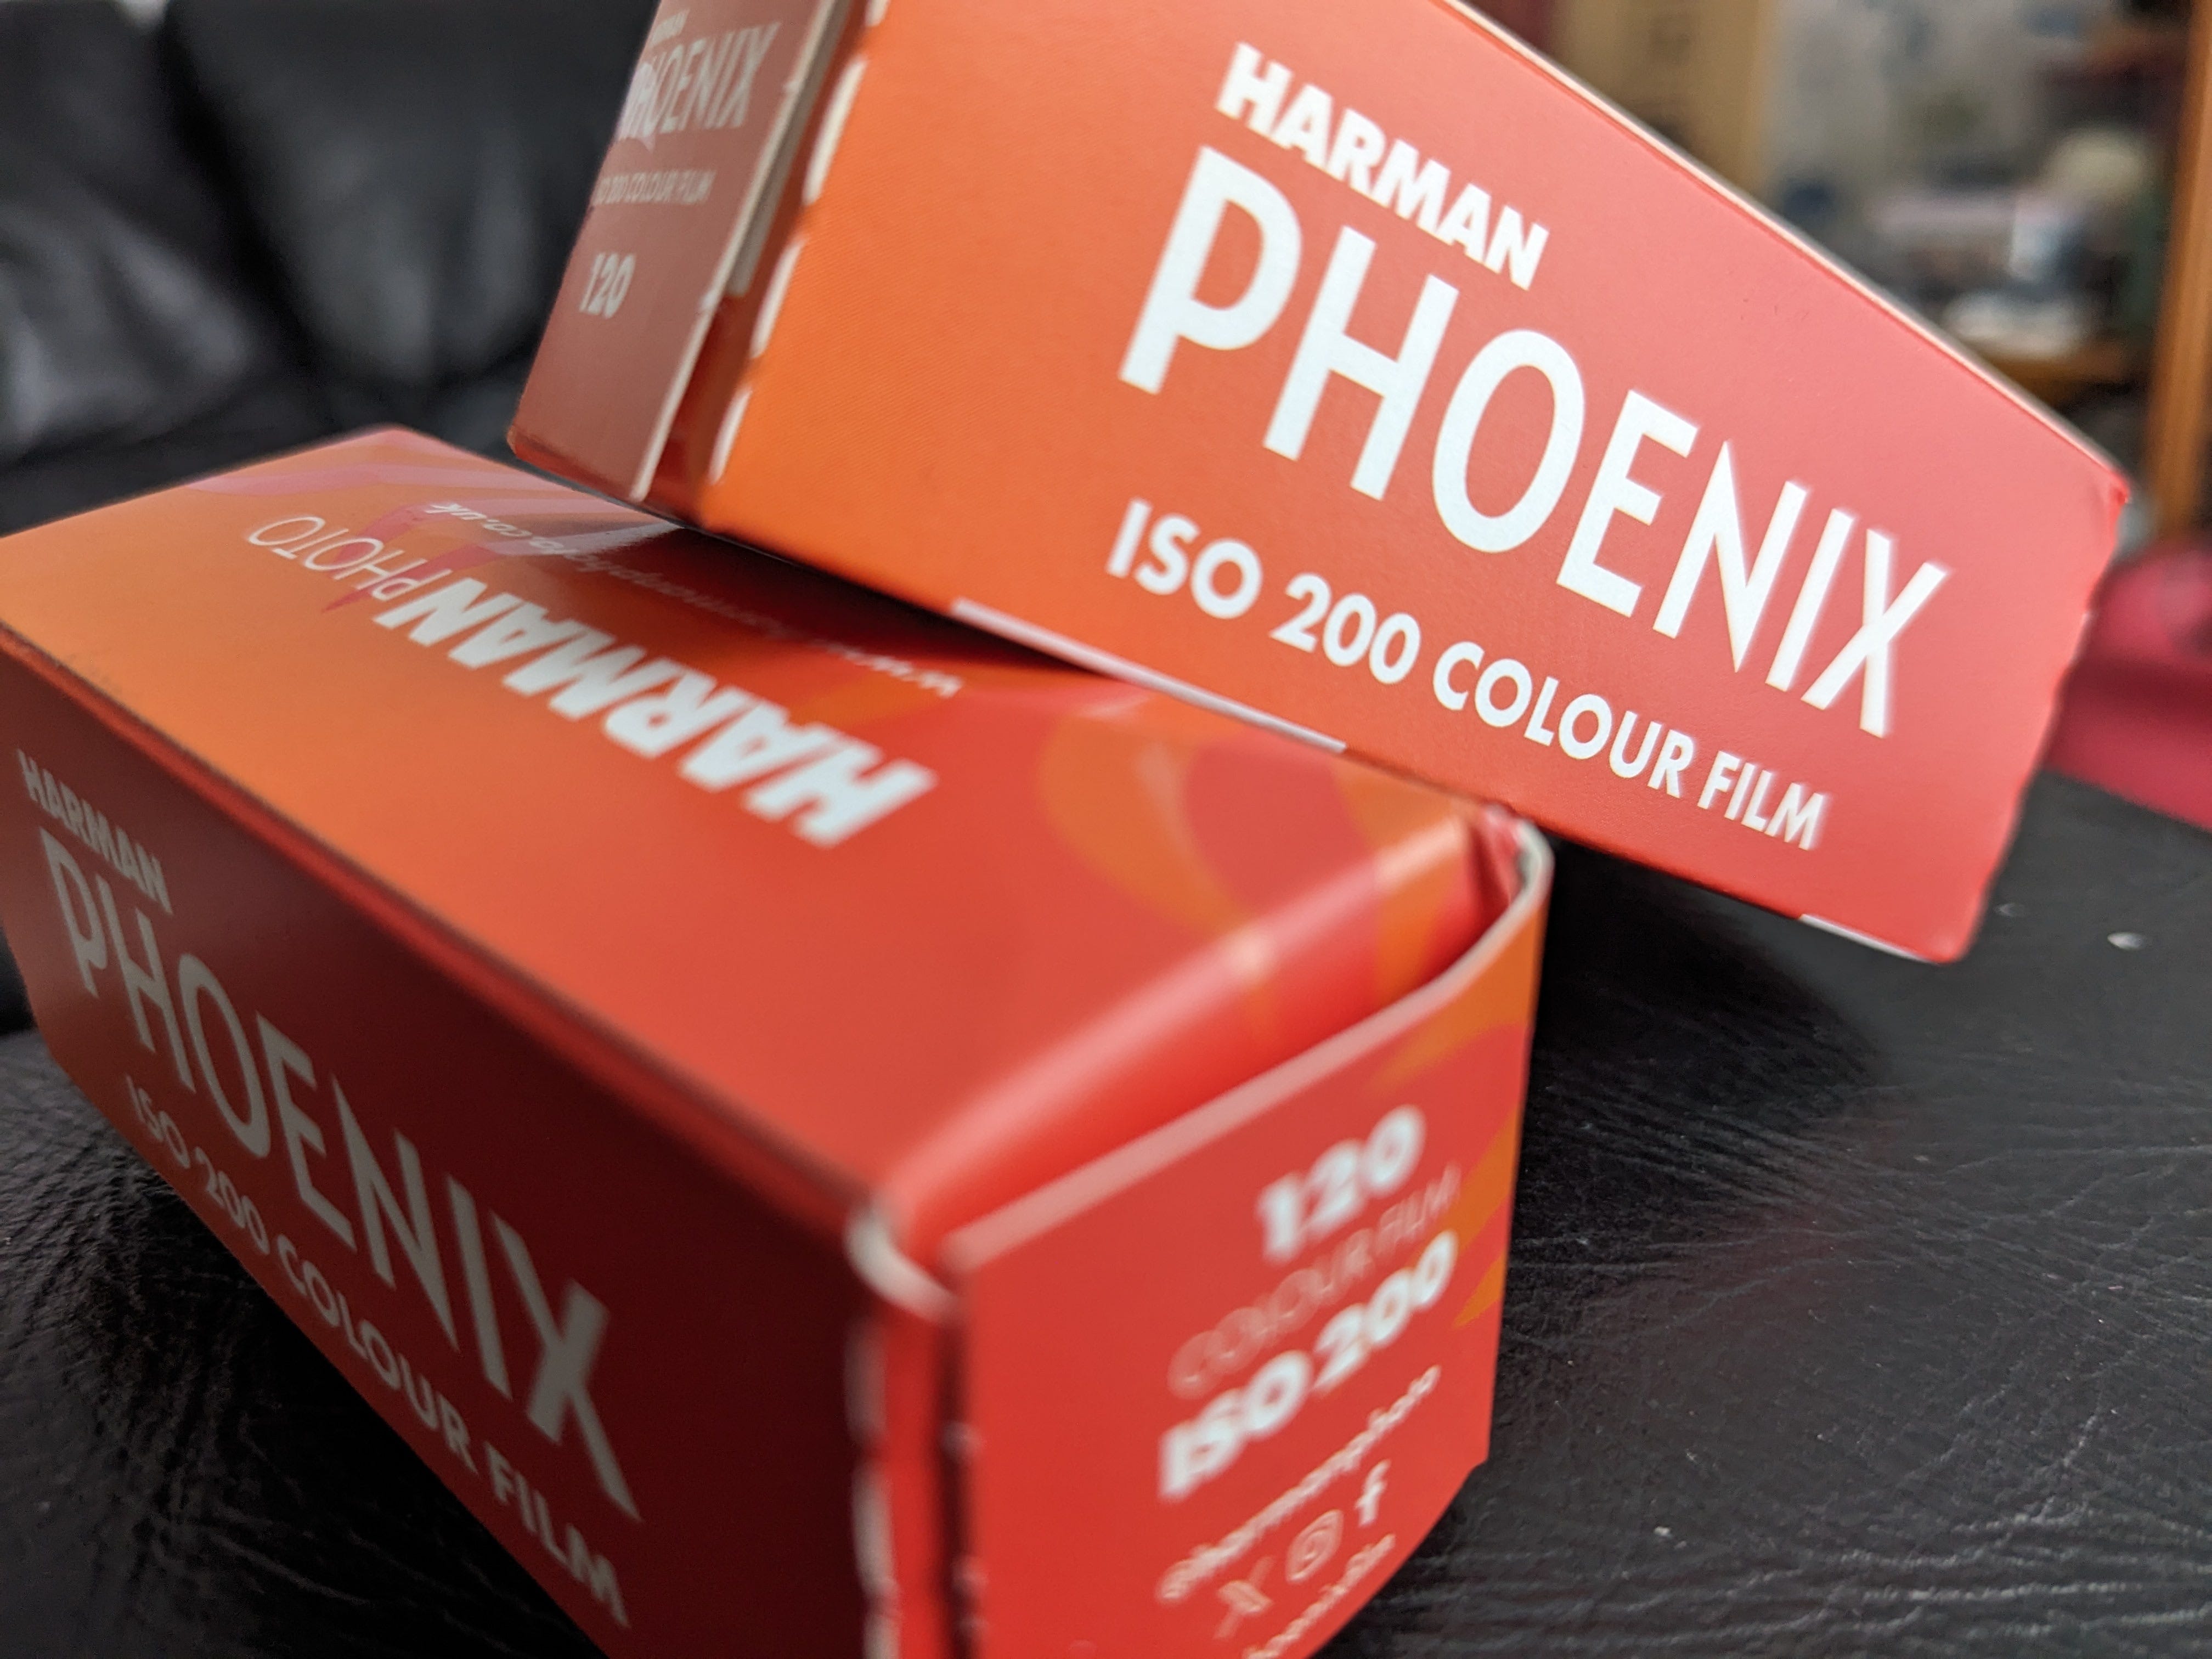 PHOENIX
ISO 200 COLOUR FILM
120
HARMAN
PHOENIX
ISO 200 COLOUR FILM
HARMAN PHOTO
HARMAN
PHOENIX
ISO 200 COLOUR FILM
120
COLOUR FILM
ISO 200
@harmanphoto